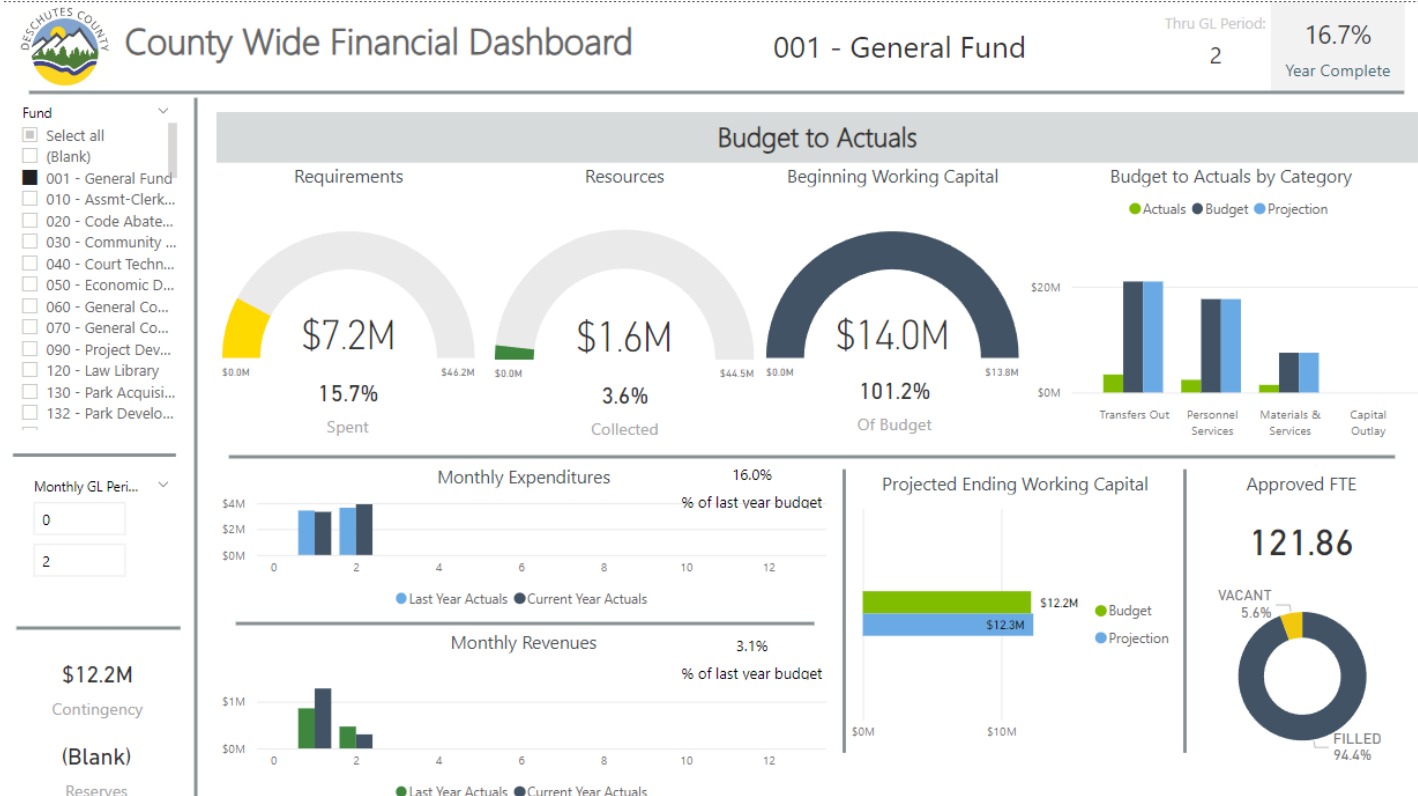 DESCHUTES COUNTY
County Wide Financial Dashboard
001 - General Fund
Thru GL Period:
2
16.7%
Year Complete
Fund
Select all
(Blank)
001 - General Fund
010 - Assmt-Clerk...
020 - Code Abate...
030 - Community ...
040 - Court Techn...
050 - Economic D...
060 - General Co...
070 - General Co...
090 - Project Dev...
120 - Law Library
130 - Park Acquisi...
132 - Park Develo...
Monthly GL Peri...
0
2
$12.2M
Contingency
(Blank)
Reserves
Budget to Actuals
Requirements
$7.2M
$0.0M
$46.2M
15.7%
Spent
Resources
$1.6M
$0.0M
$44.5M
3.6%
Collected
Beginning Working Capital
$14.0M
$0.0M
$13.8M
101.2%
Of Budget
Budget to Actuals by Category
Actuals Budget Projection
$20M
$0M
Transfers Out
Personnel
Services
Materials &
Services
Capital
Outlay
Monthly Expenditures
16.0%
% of last year budget
$4M
$2M
$0M
0 2 4 6 8 10 12
Last Year Actuals Current Year Actuals
Monthly Revenues
3.1%
% of last year budget
$1M
$0M
0 2 4 6 8 10 12
Last Year Actuals Current Year Actuals
Projected Ending Working Capital
$12.2M
$12.3M
Budget
Projection
$0M
$10M
Approved FTE
121.86
VACANT
5.6%
FILLED
94.4%